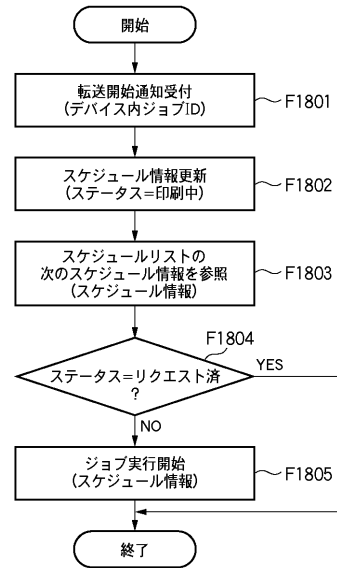 開始
転送開始通知受付
(デバイス内ジョブID)
F1801
スケジュール情報更新
(ステータス=印刷中)
F1802
スケジュールリストの
次のスケジュール情報を参照
(スケジュール情報)
F1803
F1804
ステータス=リクエスト済
?
YES
NO
ジョブ実行開始
(スケジュール情報)
F1805
終了